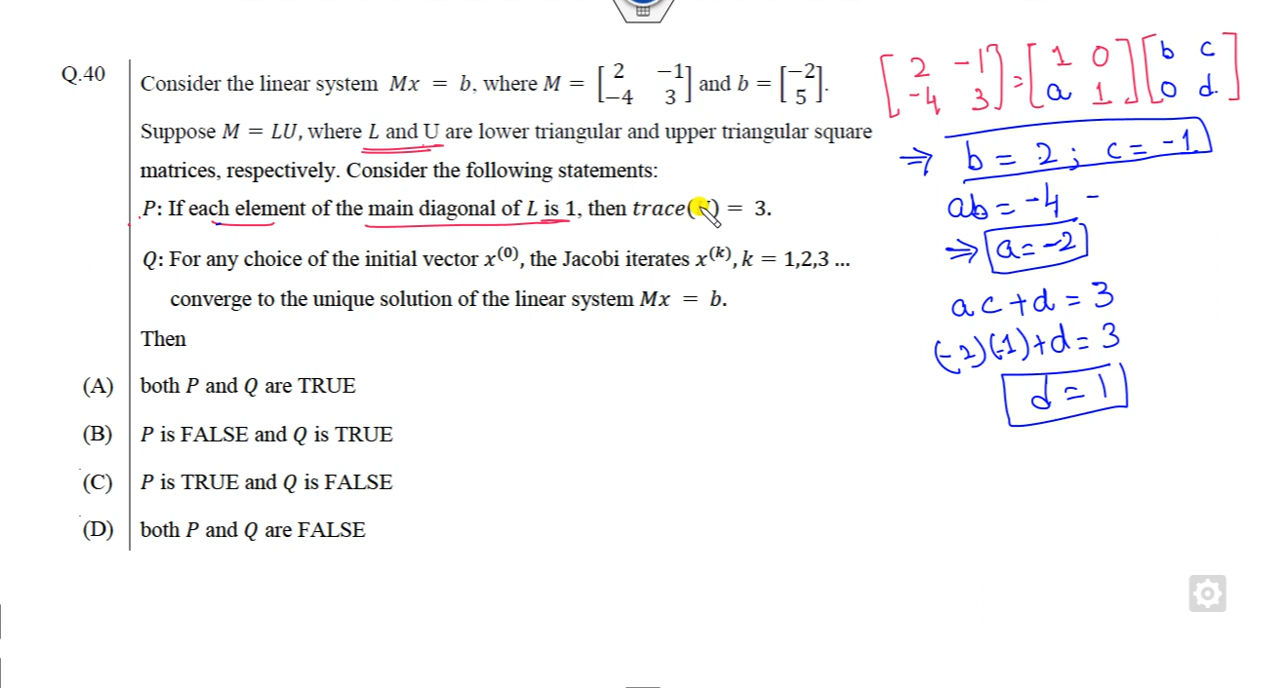 Q.40
Consider the linear system Mx = b, where M = [2 −1; −4 3] and b = [−2; 5].
Suppose M = LU, where L and U are lower triangular and upper triangular square
matrices, respectively. Consider the following statements:
P: If each element of the main diagonal of L is 1, then trace( ) = 3.
Q: For any choice of the initial vector x^(0), the Jacobi iterates x^(k), k = 1,2,3 ...
converge to the unique solution of the linear system Mx = b.
Then
(A) both P and Q are TRUE
(B) P is FALSE and Q is TRUE
(C) P is TRUE and Q is FALSE
(D) both P and Q are FALSE
[2 -1; -4 3] = [1 0; a 1] [b c; 0 d]
⇒ b = 2 ; c = -1
ab = -4
⇒ a = -2
ac + d = 3
(-2)(-1) + d = 3
d = 1